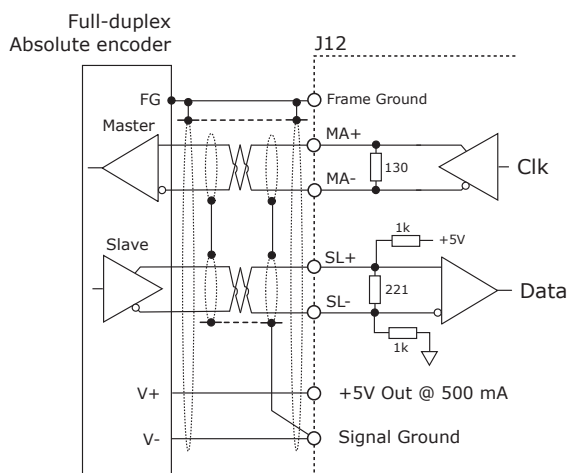 Full-duplex
Absolute encoder
J12
FG
Frame Ground
Master
MA+
130
Clk
MA-
Slave
1k
+5V
SL+
221
Data
SL-
1k
V+
+5V Out @ 500 mA
V-
Signal Ground